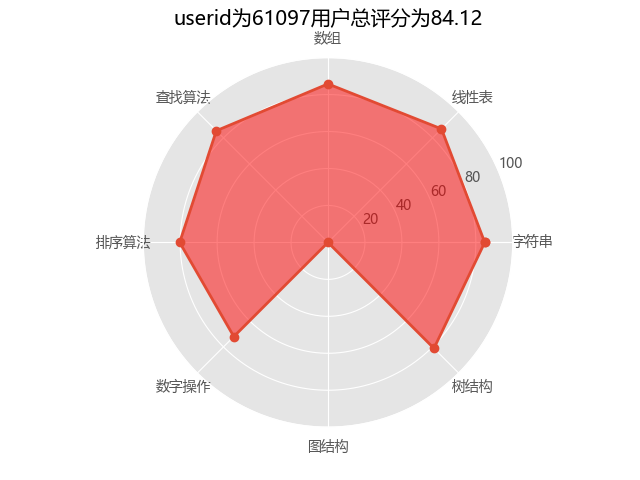 userid为61097用户总评分为84.12
数组
查找算法
线性表
100
80
60
40
20
排序算法
字符串
数字操作
树结构
图结构